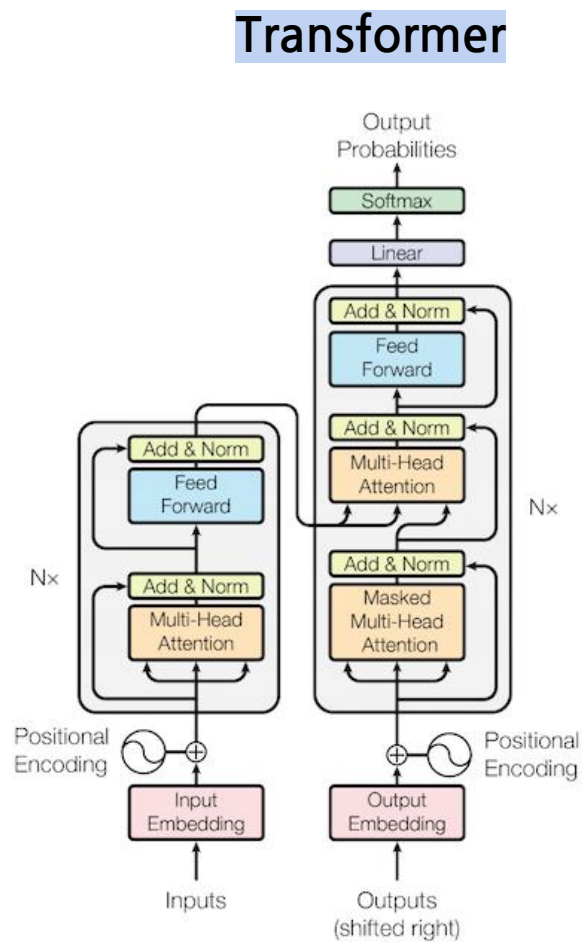 Transformer
Output
Probabilities
Softmax
Linear
Add & Norm
Feed
Forward
Add & Norm
Multi-Head
Attention
Add & Norm
Masked
Multi-Head
Attention
Nx
Add & Norm
Feed
Forward
Add & Norm
Multi-Head
Attention
Nx
Positional
Encoding
Positional
Encoding
Input
Embedding
Output
Embedding
Inputs
Outputs
(shifted right)